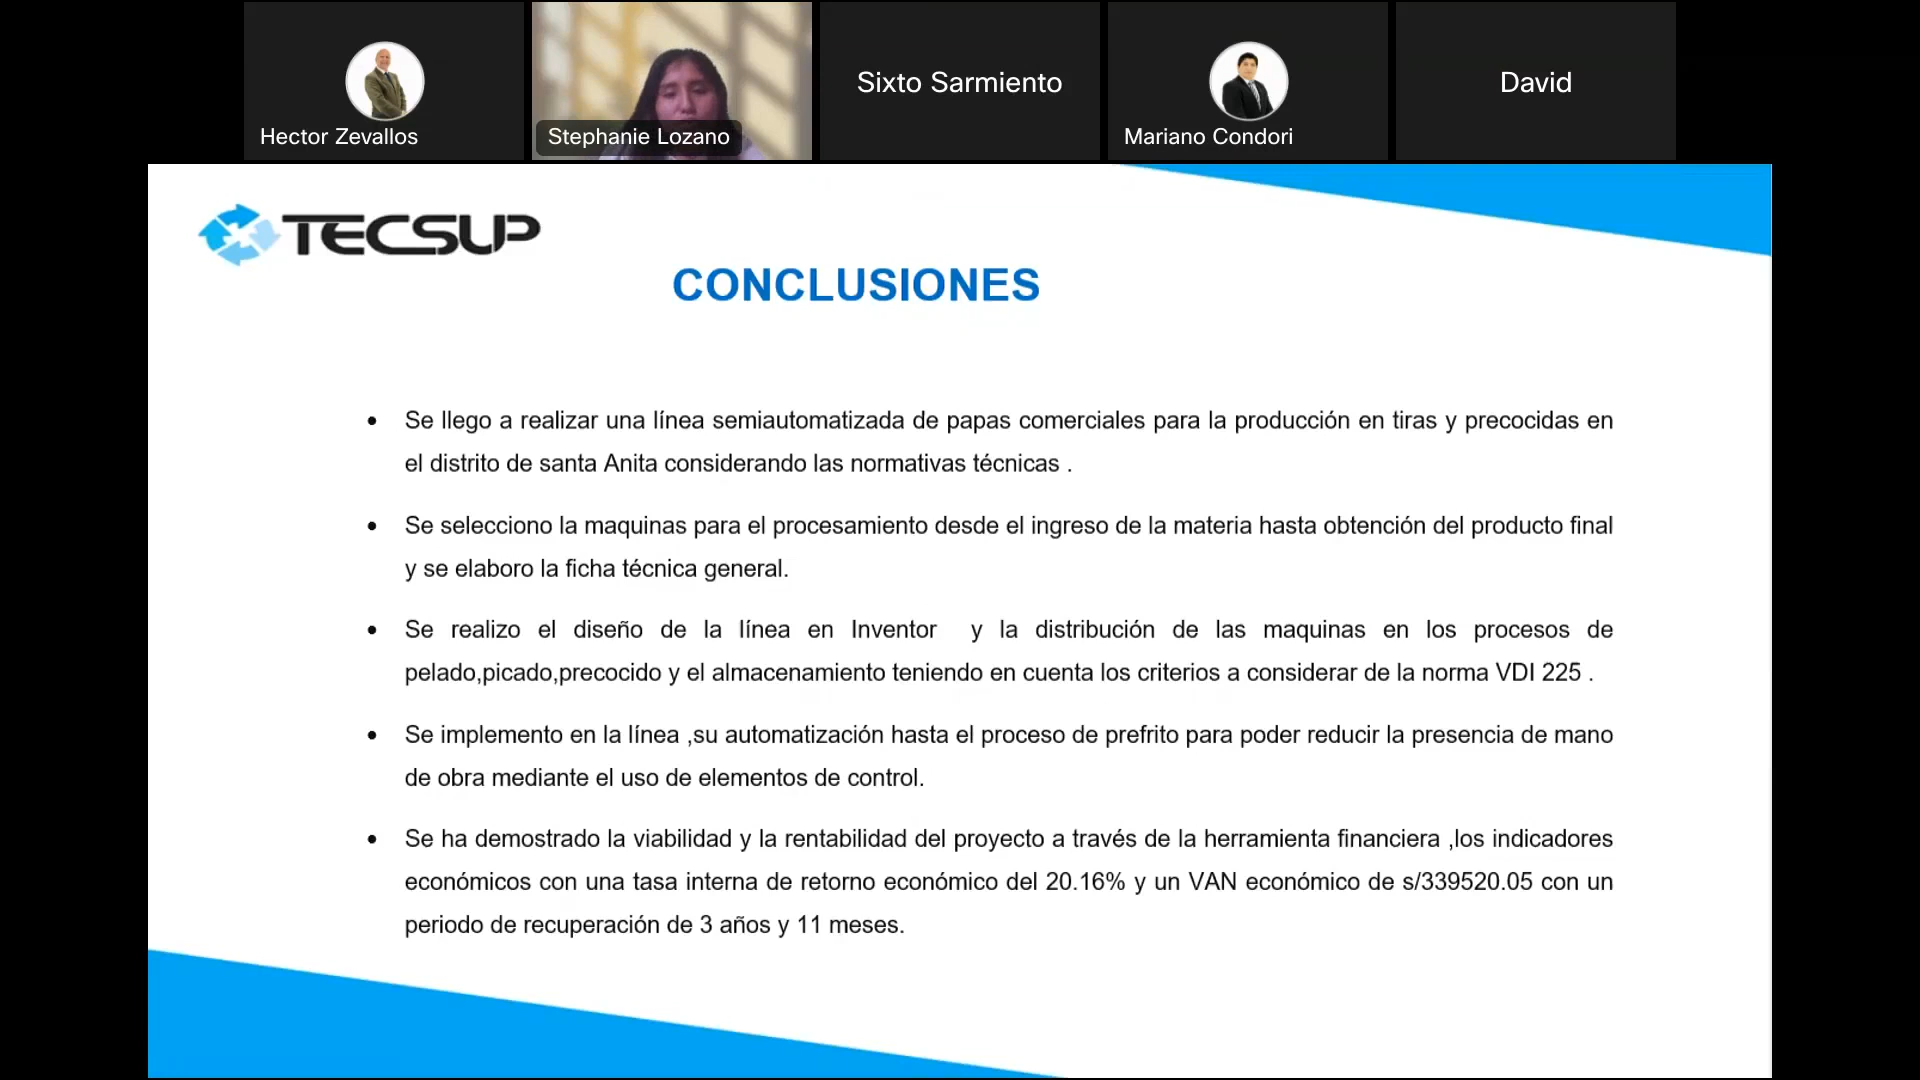 Hector Zevallos
Stephanie Lozano
Sixto Sarmiento
Mariano Condori
David
TECSUP
CONCLUSIONES
• Se llego a realizar una línea semiautomatizada de papas comerciales para la producción en tiras y precocidas en
el distrito de santa Anita considerando las normativas técnicas .
• Se selecciono la maquinas para el procesamiento desde el ingreso de la materia hasta obtención del producto final
y se elaboro la ficha técnica general.
• Se realizo el diseño de la línea en Inventor y la distribución de las maquinas en los procesos de
pelado,picado,precocido y el almacenamiento teniendo en cuenta los criterios a considerar de la norma VDI 225 .
• Se implemento en la línea ,su automatización hasta el proceso de prefrito para poder reducir la presencia de mano
de obra mediante el uso de elementos de control.
• Se ha demostrado la viabilidad y la rentabilidad del proyecto a través de la herramienta financiera ,los indicadores
económicos con una tasa interna de retorno económico del 20.16% y un VAN económico de s/339520.05 con un
periodo de recuperación de 3 años y 11 meses.